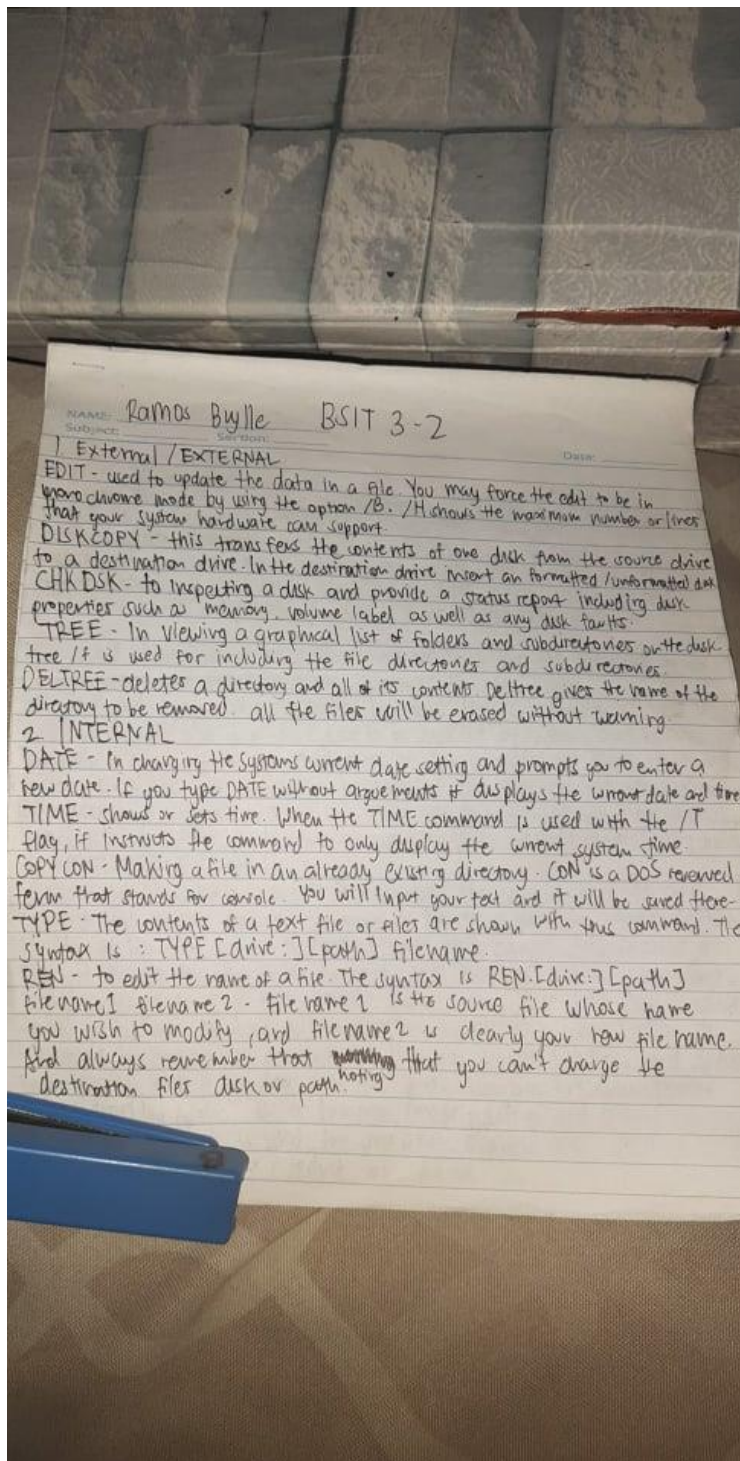 NAME: Ramos Brylle BSIT 3-2
Subject: Section: Date:
1. External / EXTERNAL
EDIT - used to update the data in a file. You may force the edit to be in
monochrome mode by using the option /B. /H shows the maximum number or lines
that your system hardware can support.
DISKCOPY - this transfers the contents of one disk from the source drive
to a destination drive. In the destination drive insert an formatted /unformatted disk
CHKDSK - to inspecting a disk and provide a status report including disk
properties such as memory, volume label as well as any disk faults.
TREE - In viewing a graphical list of folders and subdirectories on the disk.
tree /f is used for including the file directories and subdirectories.
DELTREE - deletes a directory and all of its contents. Deltree gives the name of the
directory to be removed. all the files will be erased without warning.
2. INTERNAL
DATE - In changing the systems current date setting and prompts you to enter a
new date. If you type DATE without arguements it displays the current date and time
TIME - shows or sets time. When the TIME command is used with the /T
flag, it instructs the command to only display the current system time.
COPY CON - Making a file in an already existing directory. CON is a DOS reserved
term that stands for console. You will input your text and it will be saved there-
TYPE - The contents of a text file or files are shown with this command. The
syntax is : TYPE [drive:][path] filename.
REN - to edit the name of a file. The syntax is REN.[drive:][path]
filename1 filename2. filename1 is the source file whose name
you wish to modify, and filename2 is clearly your new file name.
And always remember that noting that you can't change the
destination files disk or path.